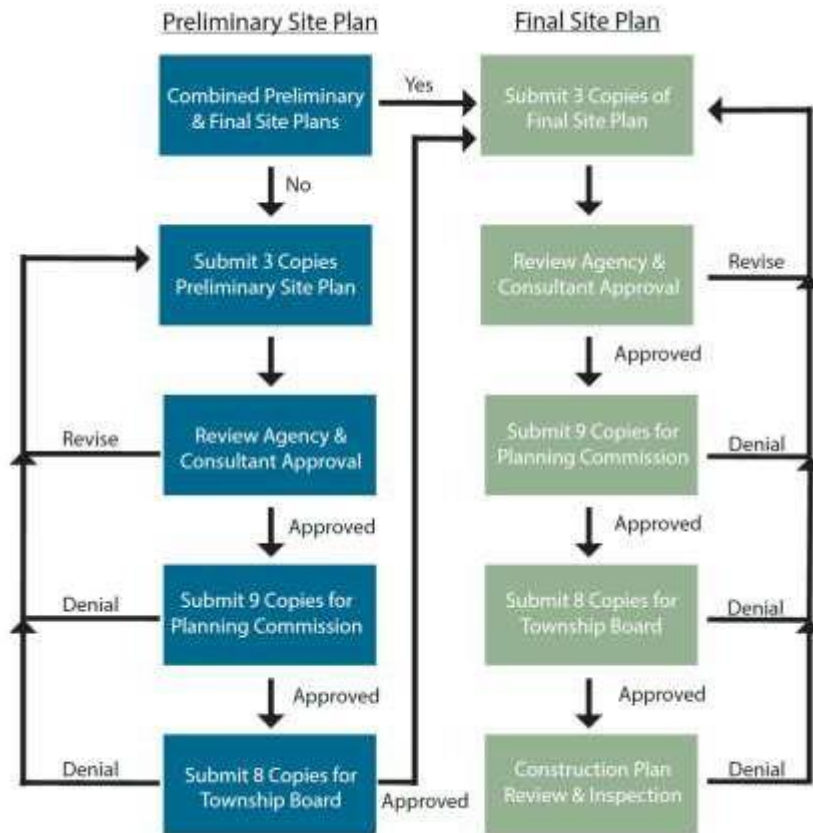 Preliminary Site Plan
Combined Preliminary
& Final Site Plans
Yes
No
Submit 3 Copies
Preliminary Site Plan
Revise
Review Agency &
Consultant Approval
Approved
Denial
Submit 9 Copies for
Planning Commission
Approved
Denial
Submit 8 Copies for
Township Board
Approved
Final Site Plan
Submit 3 Copies of
Final Site Plan
Review Agency &
Consultant Approval
Revise
Approved
Submit 9 Copies for
Planning Commission
Denial
Approved
Submit 8 Copies for
Township Board
Denial
Approved
Construction Plan
Review & Inspection
Denial